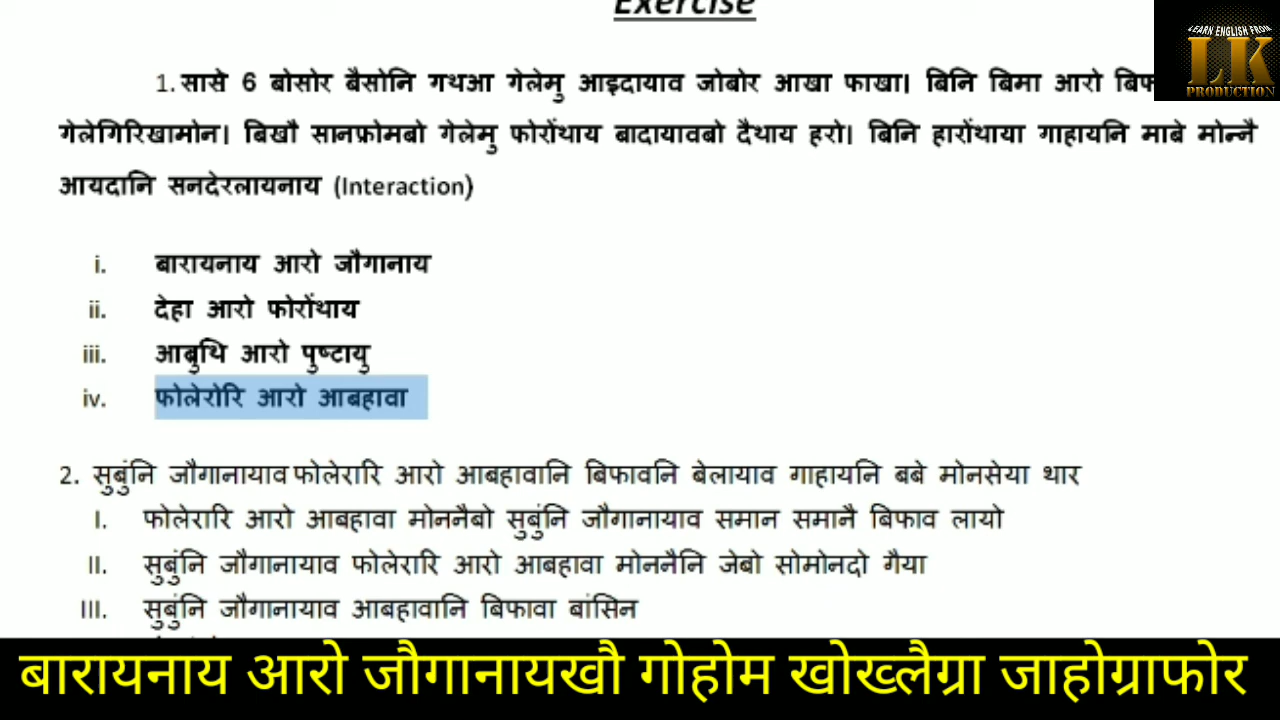 Exercise
LEARN ENGLISH FROM
LK
PRODUCTION
1. सासे 6 बोसोर बैसोनि गथआ गेलेमु आइदायाव जोबोर आखा फाखा। बिनि बिमा आरो
गेलेगिरिखामोन। बिखौ सानफ्रोमबो गेलेमु फोरोंथाय बादायावबो दैथाय हरो। बिनि हारोंथाया गाहायनि माबे मोन्नै
आयदानि सनदेरलायनाय (Interaction)
i. बारायनाय आरो जौगानाय
ii. देहा आरो फोरोंथाय
iii. आबुथि आरो पुष्टायु
iv. फोलेरोरि आरो आबहावा
2. सुबुंनि जौगानायाव फोलेरारि आरो आबहावानि बिफावनि बेलायाव गाहायनि बबे मोनसेया थार
I. फोलेरारि आरो आबहावा मोननैबो सुबुंनि जौगानायाव समान समानै बिफाव लायो
II. सुबुंनि जौगानायाव फोलेरारि आरो आबहावा मोननैनि जेबो सोमोनदो गैया
III. सुबुंनि जौगानायाव आबहावानि बिफावा बांसिन
बारायनाय आरो जौगानायखौ गोहोम खोख्लैग्रा जाहोग्राफोर